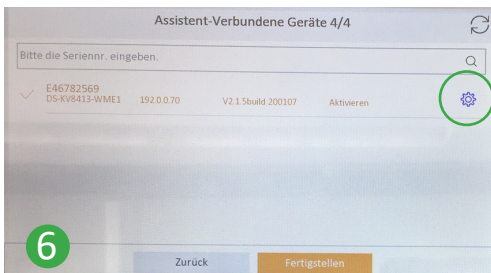 Assistent-Verbundene Geräte 4/4
Bitte die Seriennr. eingeben.
E46782569
DS-KV8413-WME1 192.0.0.70 V2.1.5build 200107 Aktivieren
6
Zurück Fertigstellen